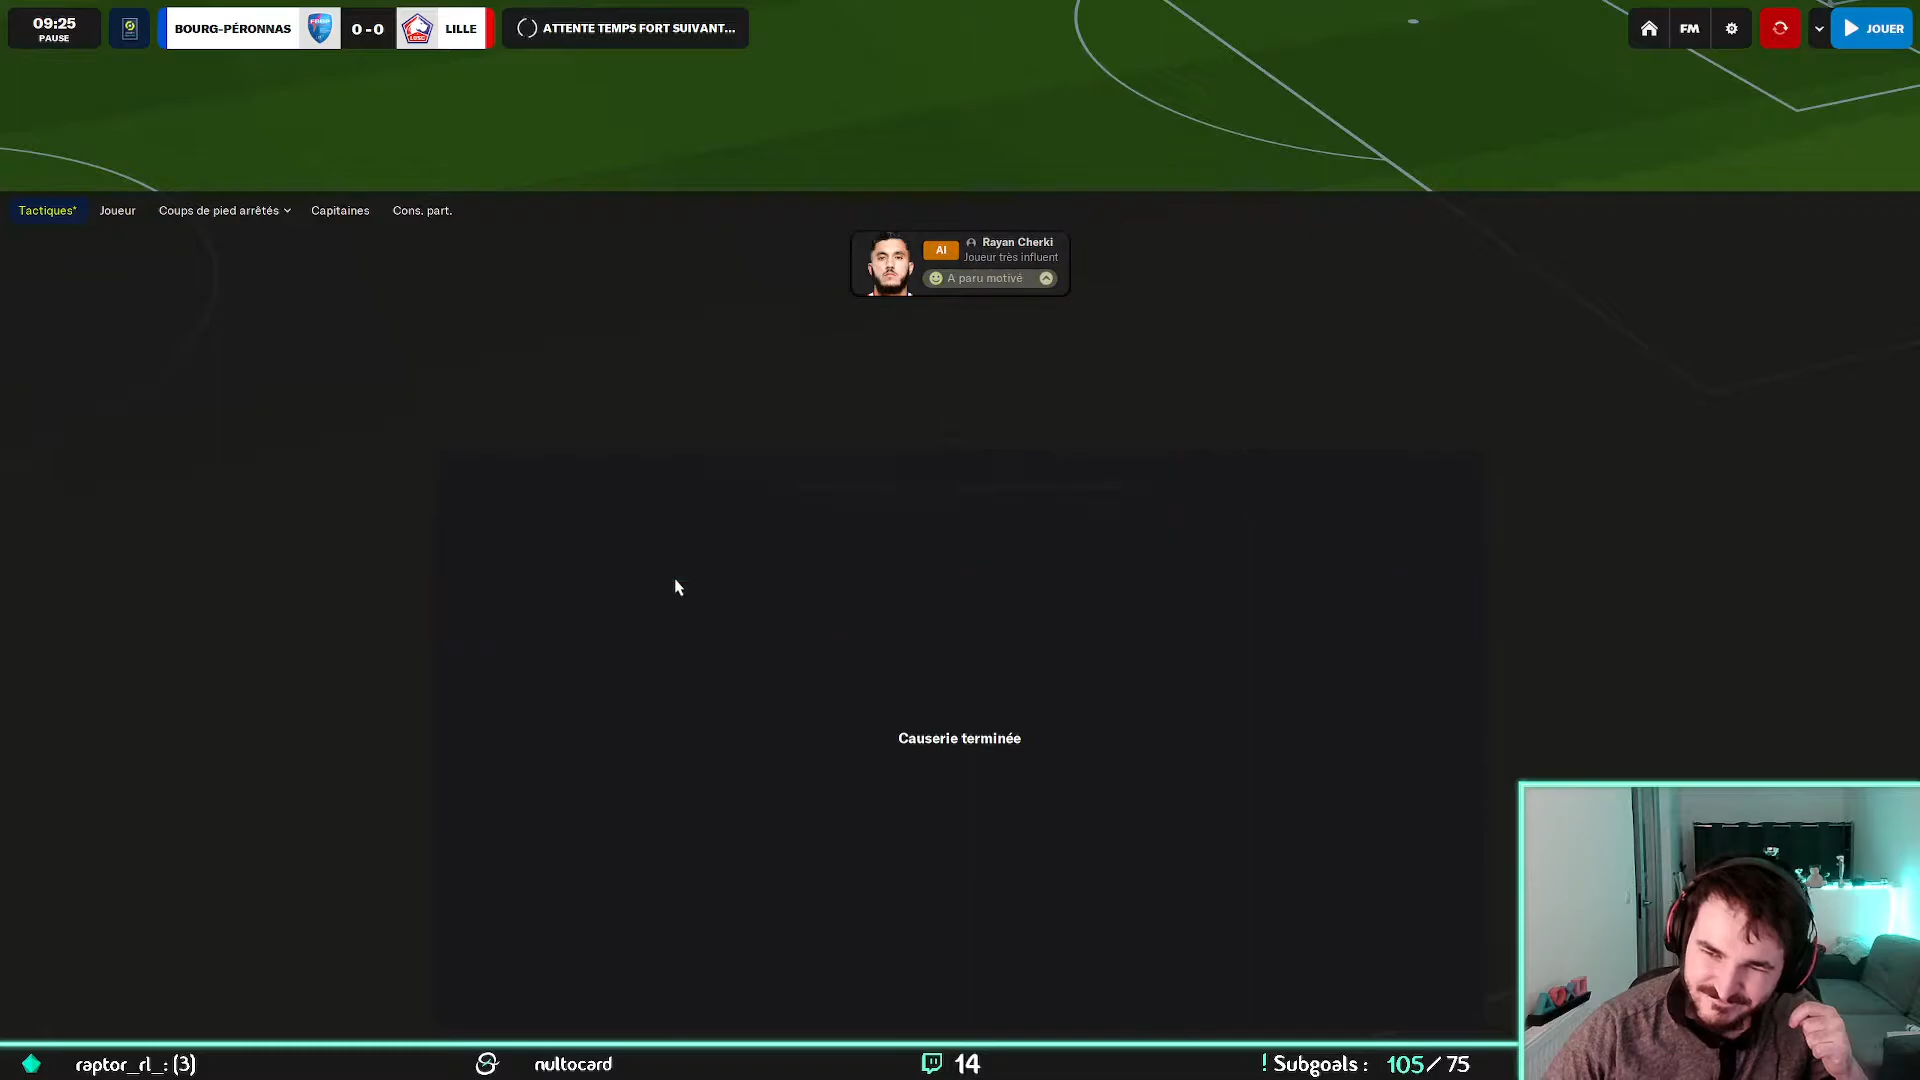 09:25
PAUSE
BOURG-PÉRONNAS
0 - 0
LILLE
ATTENTE TEMPS FORT SUIVANT...
FM
JOUER
Tactiques*
Joueur
Coups de pied arrêtés
Capitaines
Cons. part.
AI
Rayan Cherki
Joueur très influent
A paru motivé
Causerie terminée
raptor_rl_: (3)
nultocard
14
! Subgoals : 105 / 75